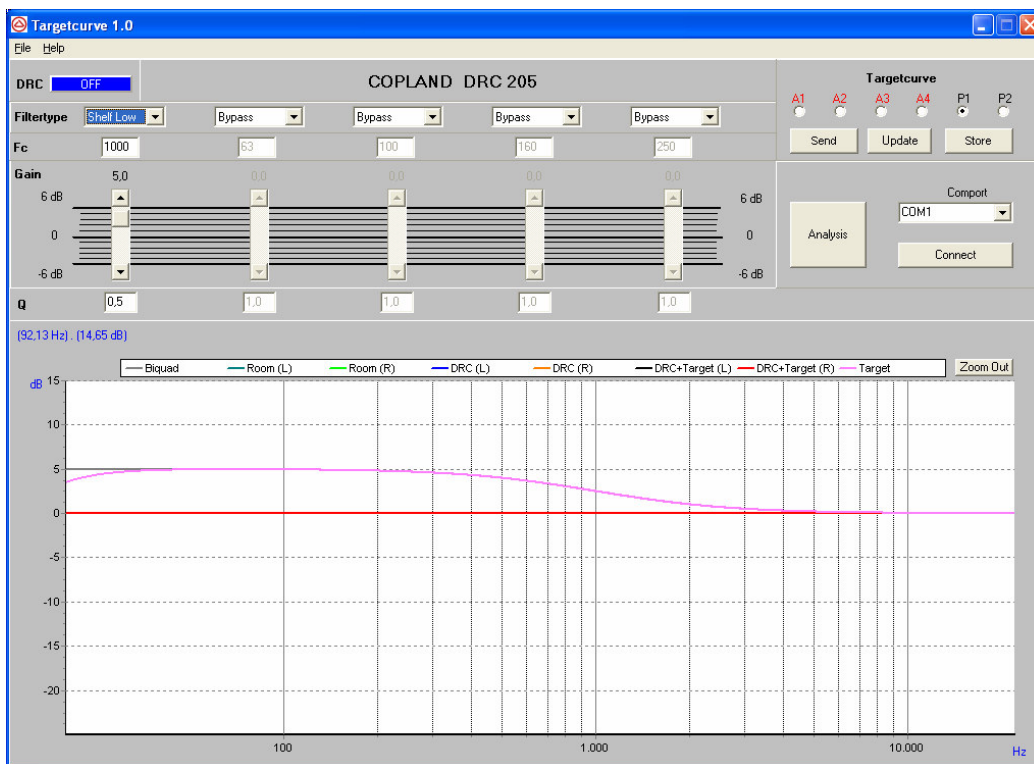 Targetcurve 1.0
File Help
DRC OFF COPLAND DRC 205
Targetcurve
A1 A2 A3 A4 P1 P2
Filtertype Shelf Low Bypass Bypass Bypass Bypass
Send Update Store
Fc 1000 63 100 160 250
Gain 5,0 0,0 0,0 0,0 0,0
6 dB 6 dB
0 0
-6 dB -6 dB
Comport
COM1
Analysis
Connect
Q 0,5 1,0 1,0 1,0 1,0
(92,13 Hz) . (14,65 dB)
Biquad Room (L) Room (R) DRC (L) DRC (R) DRC+Target (L) DRC+Target (R) Target
Zoom Out
dB 15
10
5
0
-5
-10
-15
-20
100 1.000 10.000 Hz